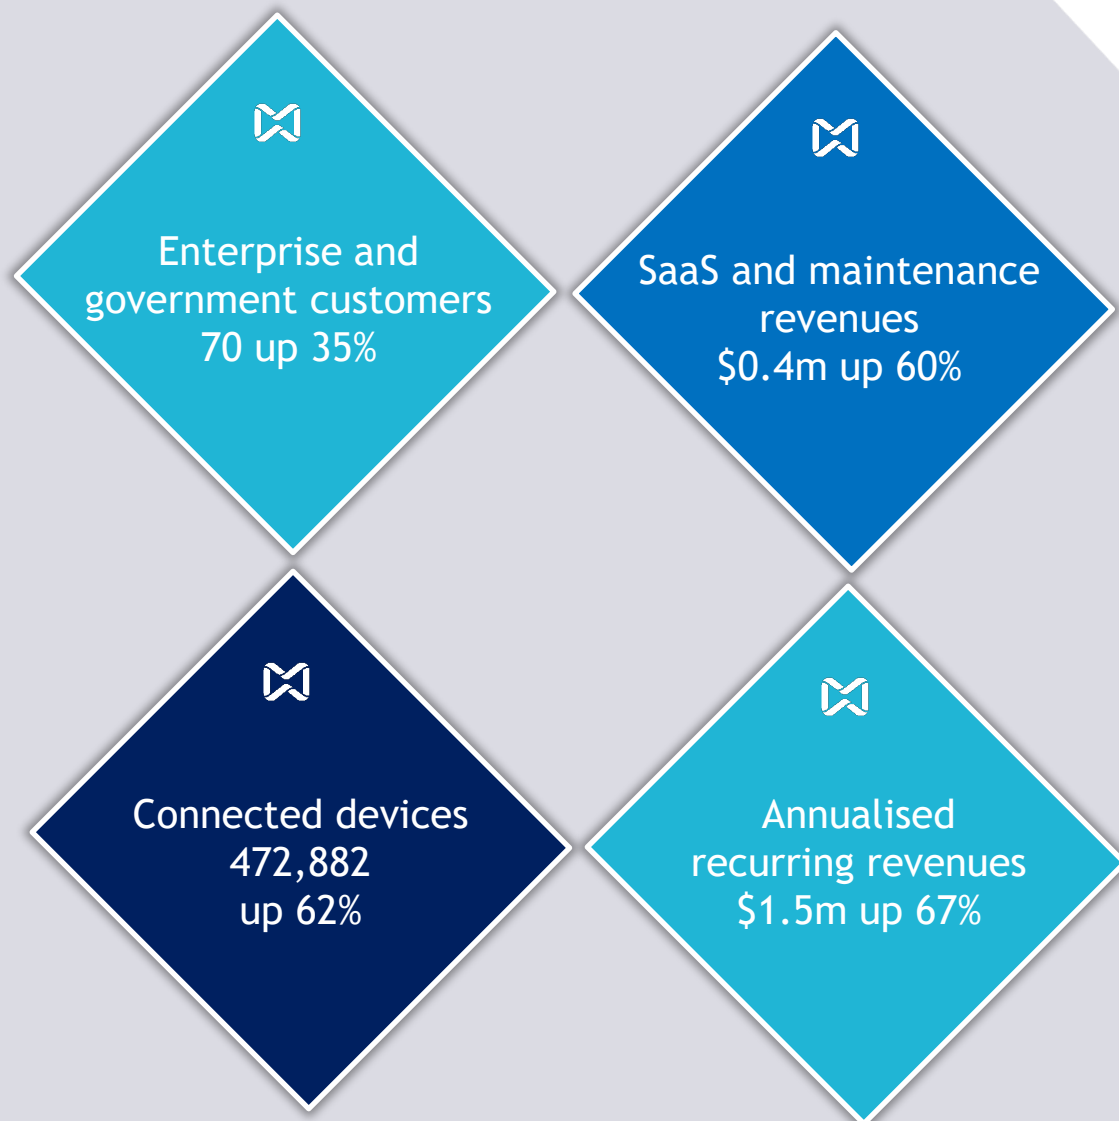 Enterprise and
government customers
70 up 35%
SaaS and maintenance
revenues
$0.4m up 60%
Connected devices
472,882
up 62%
Annualised
recurring revenues
$1.5m up 67%